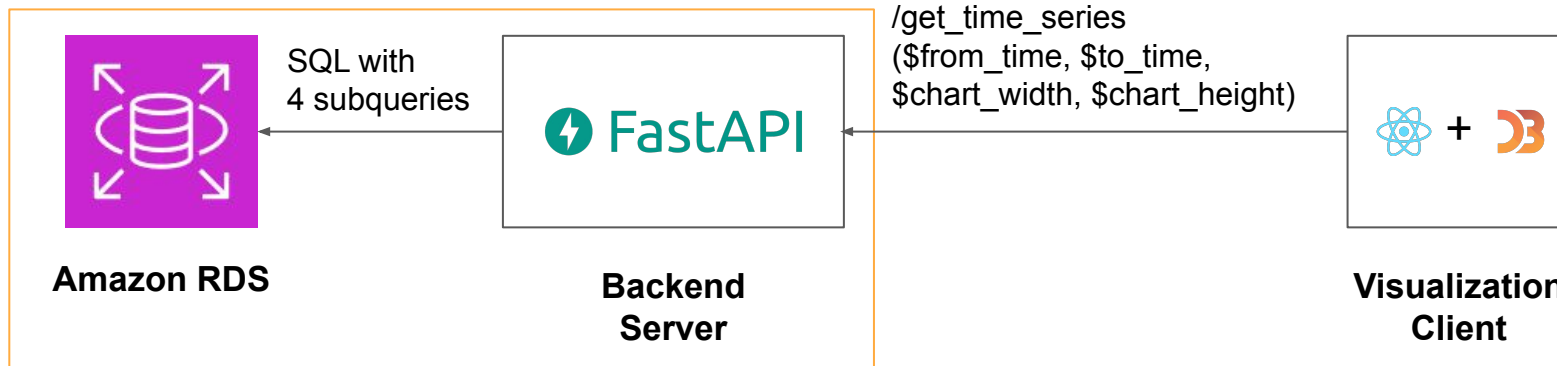 SQL with
4 subqueries
FastAPI
/get_time_series
($from_time, $to_time,
$chart_width, $chart_height)
+
Amazon RDS
Backend
Server
Visualization
Client